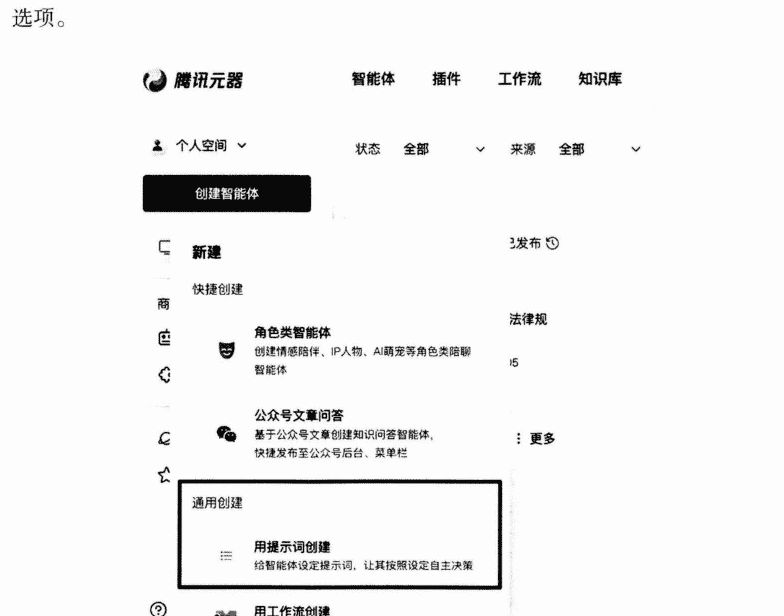 选项。
腾讯元器 智能体 插件 工作流 知识库
个人空间 状态 全部 来源 全部
创建智能体
新建 已发布
快捷创建
商
法律规
角色类智能体
创建情感陪伴、IP人物、AI萌宠等角色类陪聊
智能体
公众号文章问答
基于公众号文章创建知识问答智能体,
快捷发布至公众号后台、菜单栏
更多
通用创建
用提示词创建
给智能体设定提示词,让其按照设定自主决策
用工作流创建